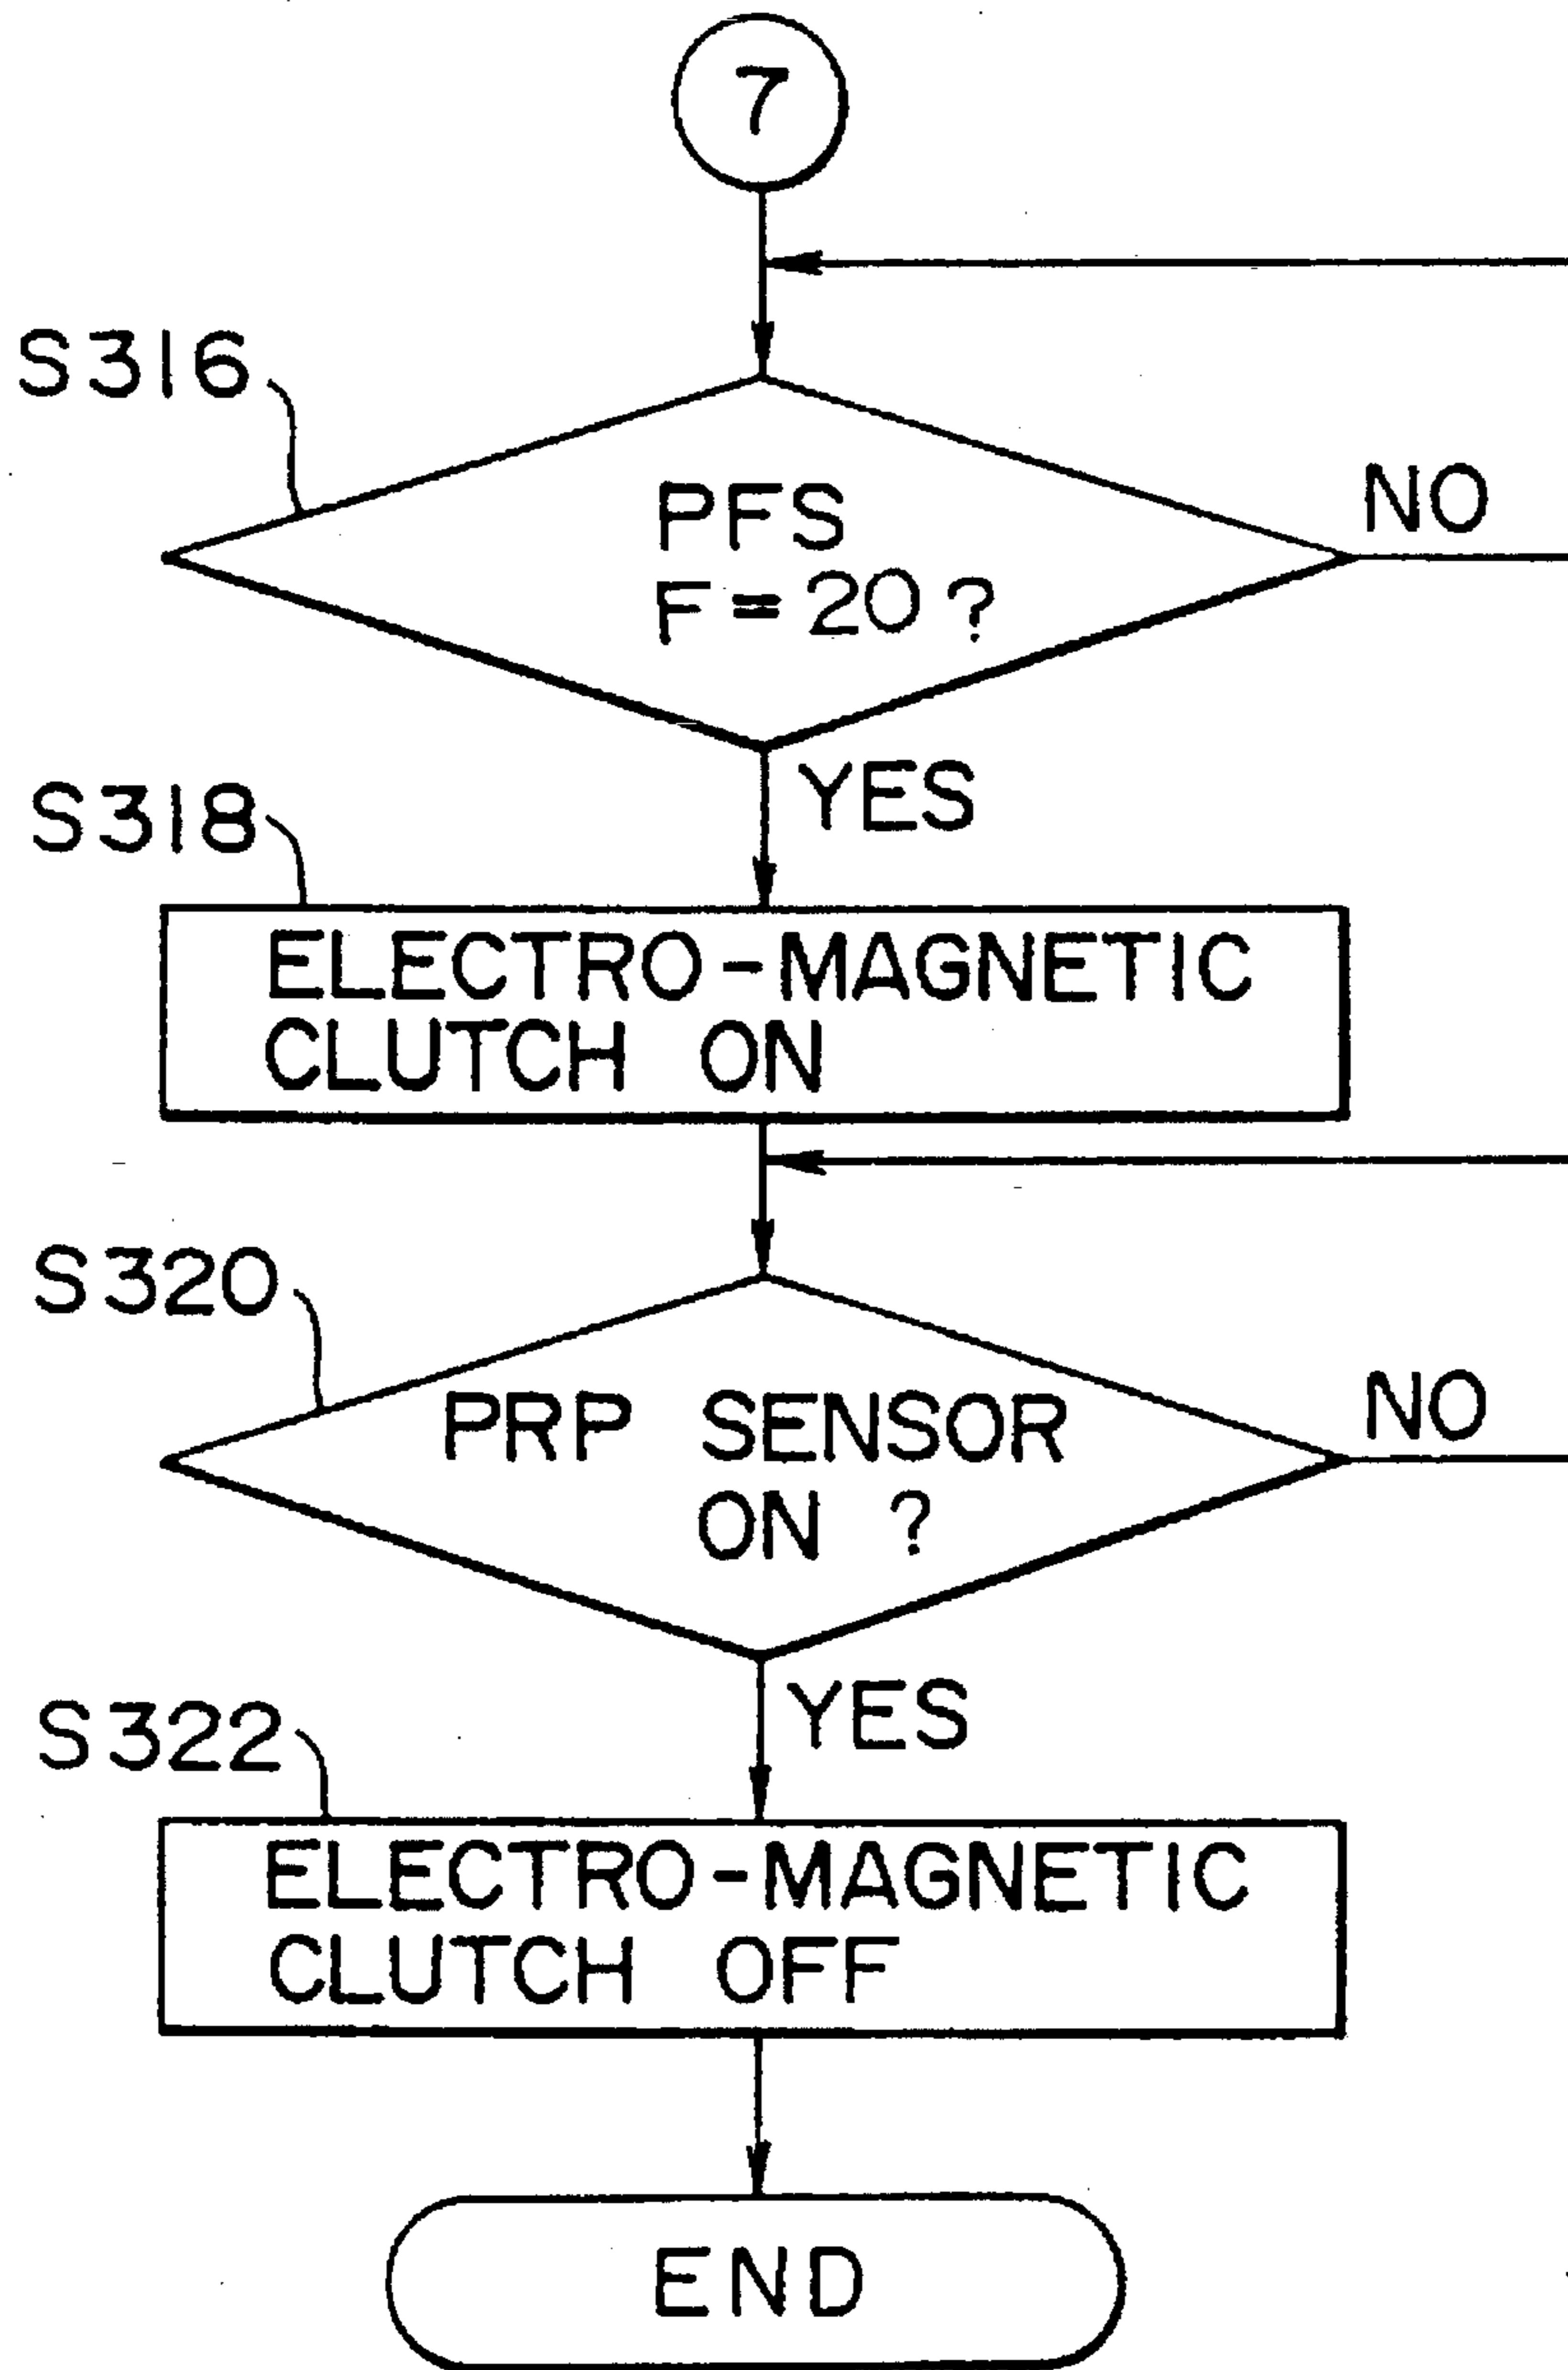 7
S316
PFS
F=20?
NO
YES
S318
ELECTRO-MAGNETIC
CLUTCH ON
S320
PRP SENSOR
ON ?
NO
YES
S322
ELECTRO-MAGNETIC
CLUTCH OFF
END